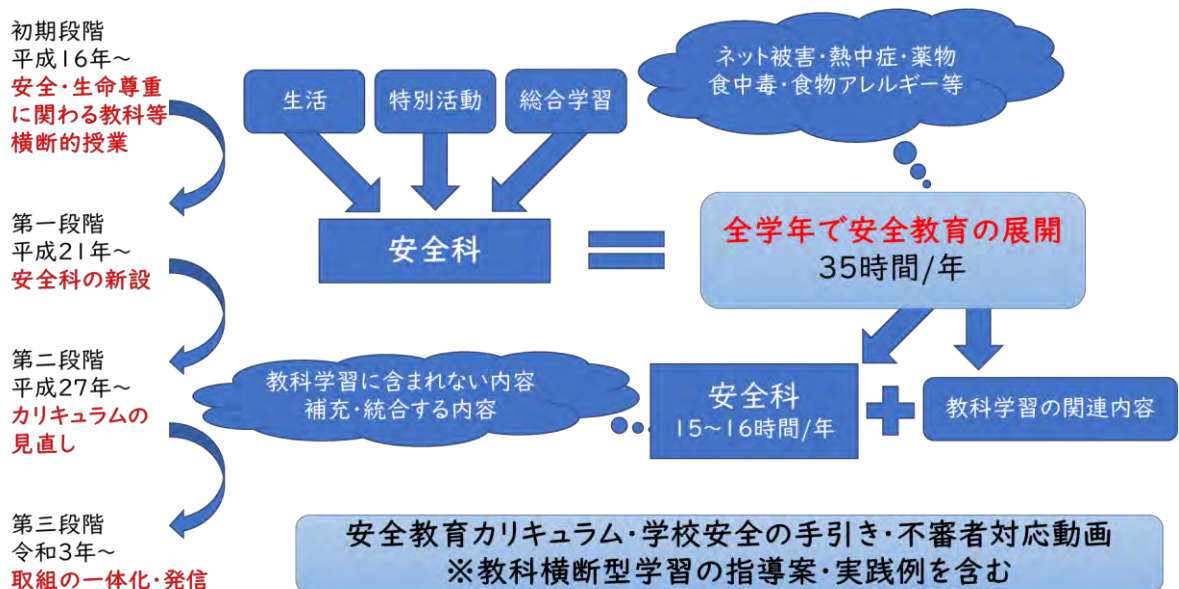 初期段階
平成16年~
安全・生命尊重
に関わる教科等
横断的授業
第一段階
平成21年~
安全科の新設
第二段階
平成27年~
カリキュラムの
見直し
第三段階
令和3年~
取組の一体化・発信
生活
特別活動
総合学習
ネット被害・熱中症・薬物
食中毒・食物アレルギー等
安全科
全学年で安全教育の展開
35時間/年
教科学習に含まれない内容
補充・統合する内容
安全科
15~16時間/年
教科学習の関連内容
安全教育カリキュラム・学校安全の手引き・不審者対応動画
※教科横断型学習の指導案・実践例を含む